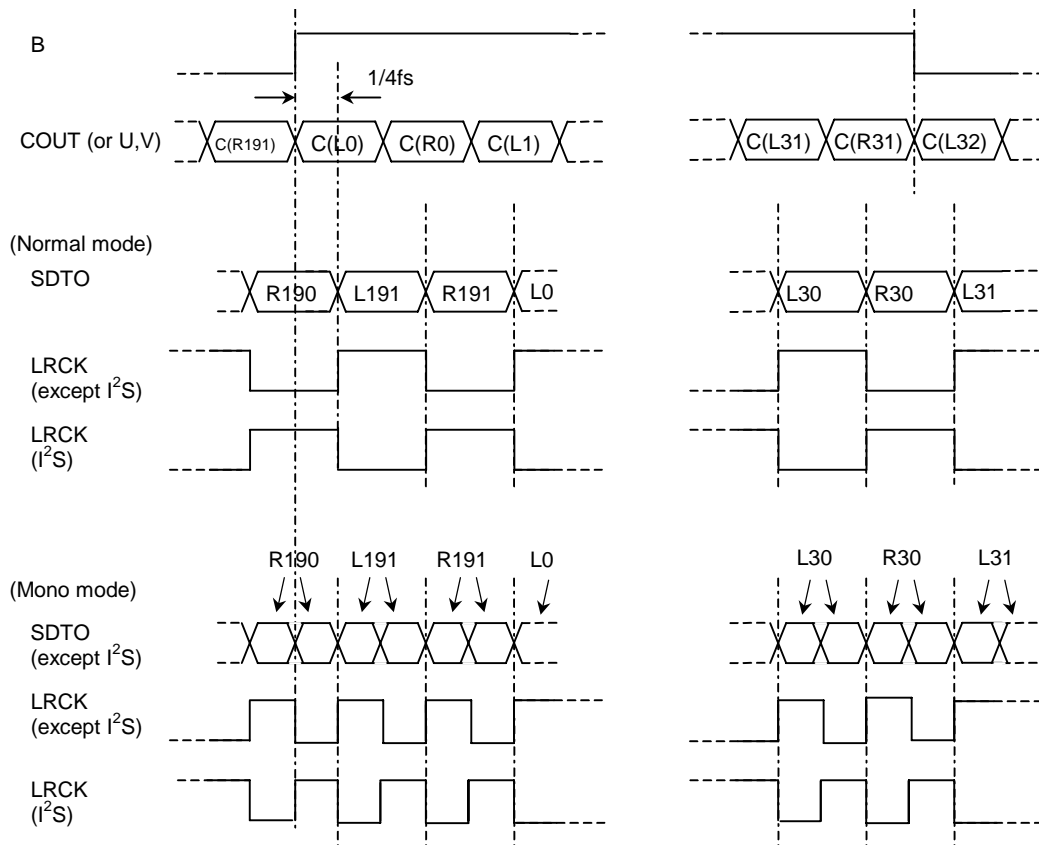 B
1/4fs
COUT (or U,V)
C(R191) C(L0) C(R0) C(L1) C(L31) C(R31) C(L32)
(Normal mode)
SDTO
R190 L191 R191 L0 L30 R30 L31
LRCK
(except I²S)
LRCK
(I²S)
R190 L191 R191 L0 L30 R30 L31
(Mono mode)
SDTO
(except I²S)
LRCK
(except I²S)
LRCK
(I²S)